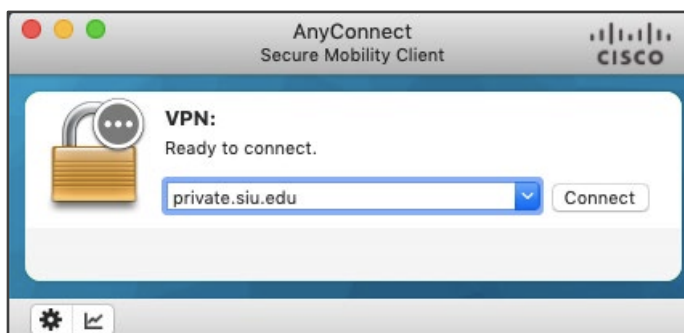 AnyConnect
Secure Mobility Client
CISCO
VPN:
Ready to connect.
private.siu.edu
Connect